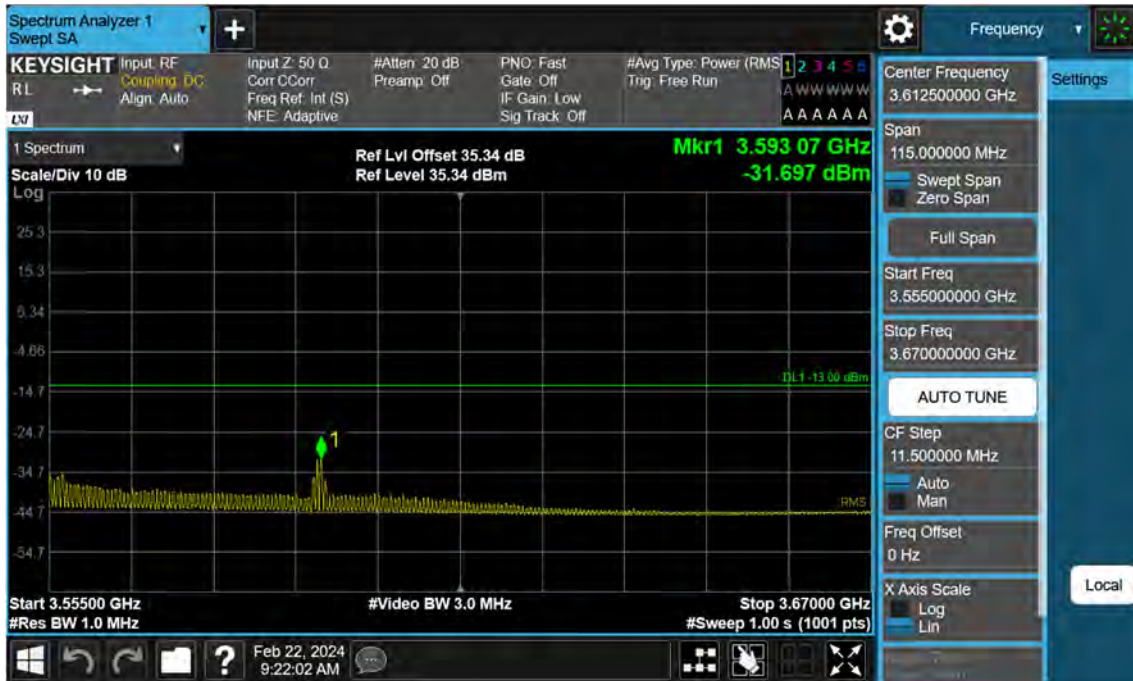 Spectrum Analyzer 1
Swept SA
+
Frequency
KEYSIGHT
RL
LXI
Input: RF
Coupling: DC
Align: Auto
Input Z: 50 Ω
Corr CCorr
Freq Ref: Int (S)
NFE: Adaptive
#Atten: 20 dB
Preamp: Off
PNO: Fast
Gate: Off
IF Gain: Low
Sig Track: Off
#Avg Type: Power (RMS
Trig: Free Run
1 2 3 4 5 6
A W W W W W
A A A A A A
1 Spectrum
Scale/Div 10 dB
Log
Ref Lvl Offset 35.34 dB
Ref Level 35.34 dBm
Mkr1 3.593 07 GHz
-31.697 dBm
25.3
15.3
5.34
-4.66
DL1 -13.00 dBm
-14.7
-24.7
1
-34.7
RMS
-44.7
-54.7
Start 3.55500 GHz
#Video BW 3.0 MHz
Stop 3.67000 GHz
#Res BW 1.0 MHz
#Sweep 1.00 s (1001 pts)
?
Feb 22, 2024
9:22:02 AM
Center Frequency
3.612500000 GHz
Settings
Span
115.000000 MHz
Swept Span
Zero Span
Full Span
Start Freq
3.555000000 GHz
Stop Freq
3.670000000 GHz
AUTO TUNE
CF Step
11.500000 MHz
Auto
Man
Freq Offset
0 Hz
X Axis Scale
Log
Lin
Local